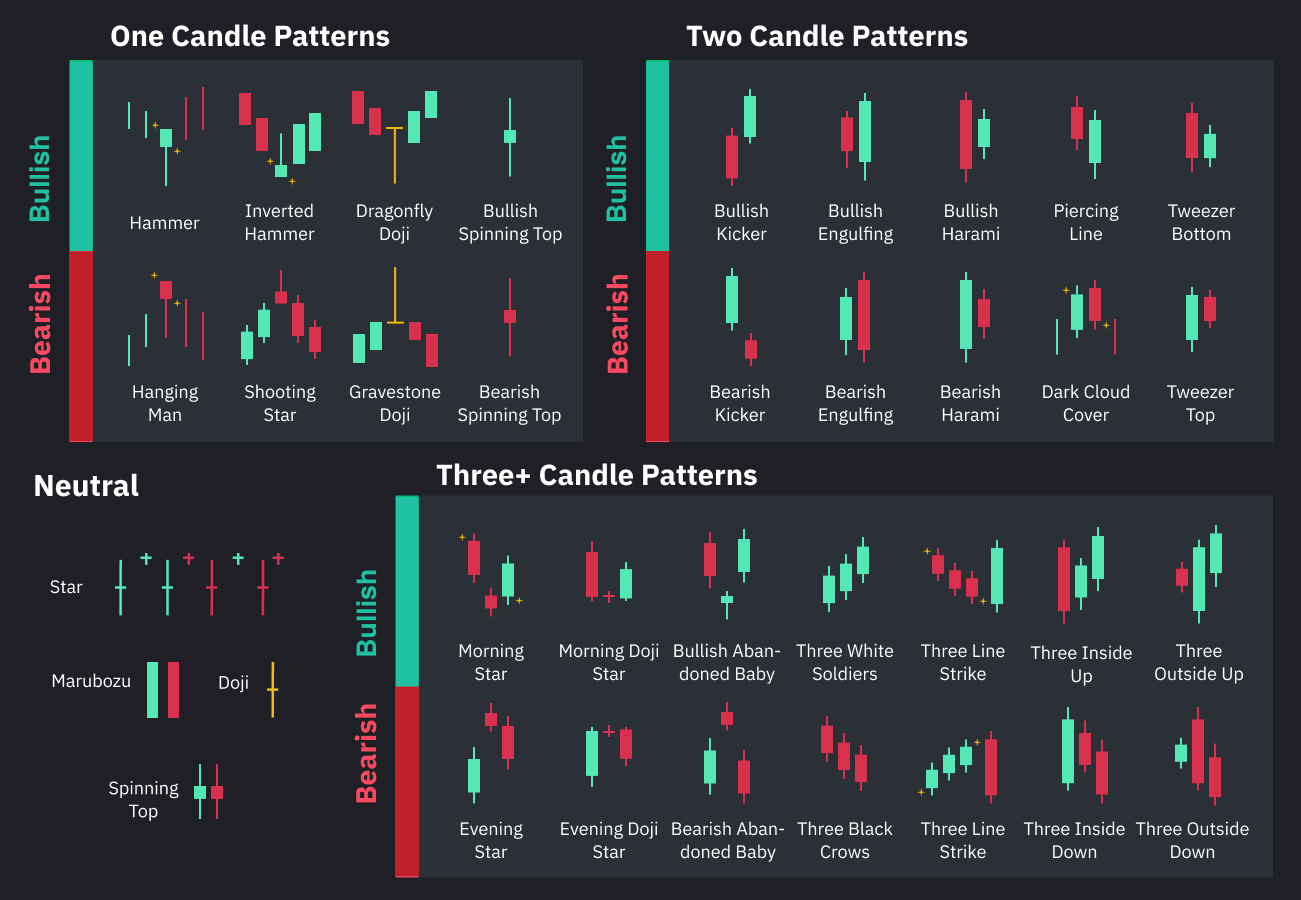 One Candle Patterns
Bullish
Hammer
Inverted
Hammer
Dragonfly
Doji
Bullish
Spinning Top
Bearish
Hanging
Man
Shooting
Star
Gravestone
Doji
Bearish
Spinning Top
Two Candle Patterns
Bullish
Bullish
Kicker
Bullish
Engulfing
Bullish
Harami
Piercing
Line
Tweezer
Bottom
Bearish
Bearish
Kicker
Bearish
Engulfing
Bearish
Harami
Dark Cloud
Cover
Tweezer
Top
Neutral
Star
Marubozu
Doji
Spinning
Top
Three+ Candle Patterns
Bullish
Morning
Star
Morning Doji
Star
Bullish Aban-
doned Baby
Three White
Soldiers
Three Line
Strike
Three Inside
Up
Three
Outside Up
Bearish
Evening
Star
Evening Doji
Star
Bearish Aban-
doned Baby
Three Black
Crows
Three Line
Strike
Three Inside
Down
Three Outside
Down